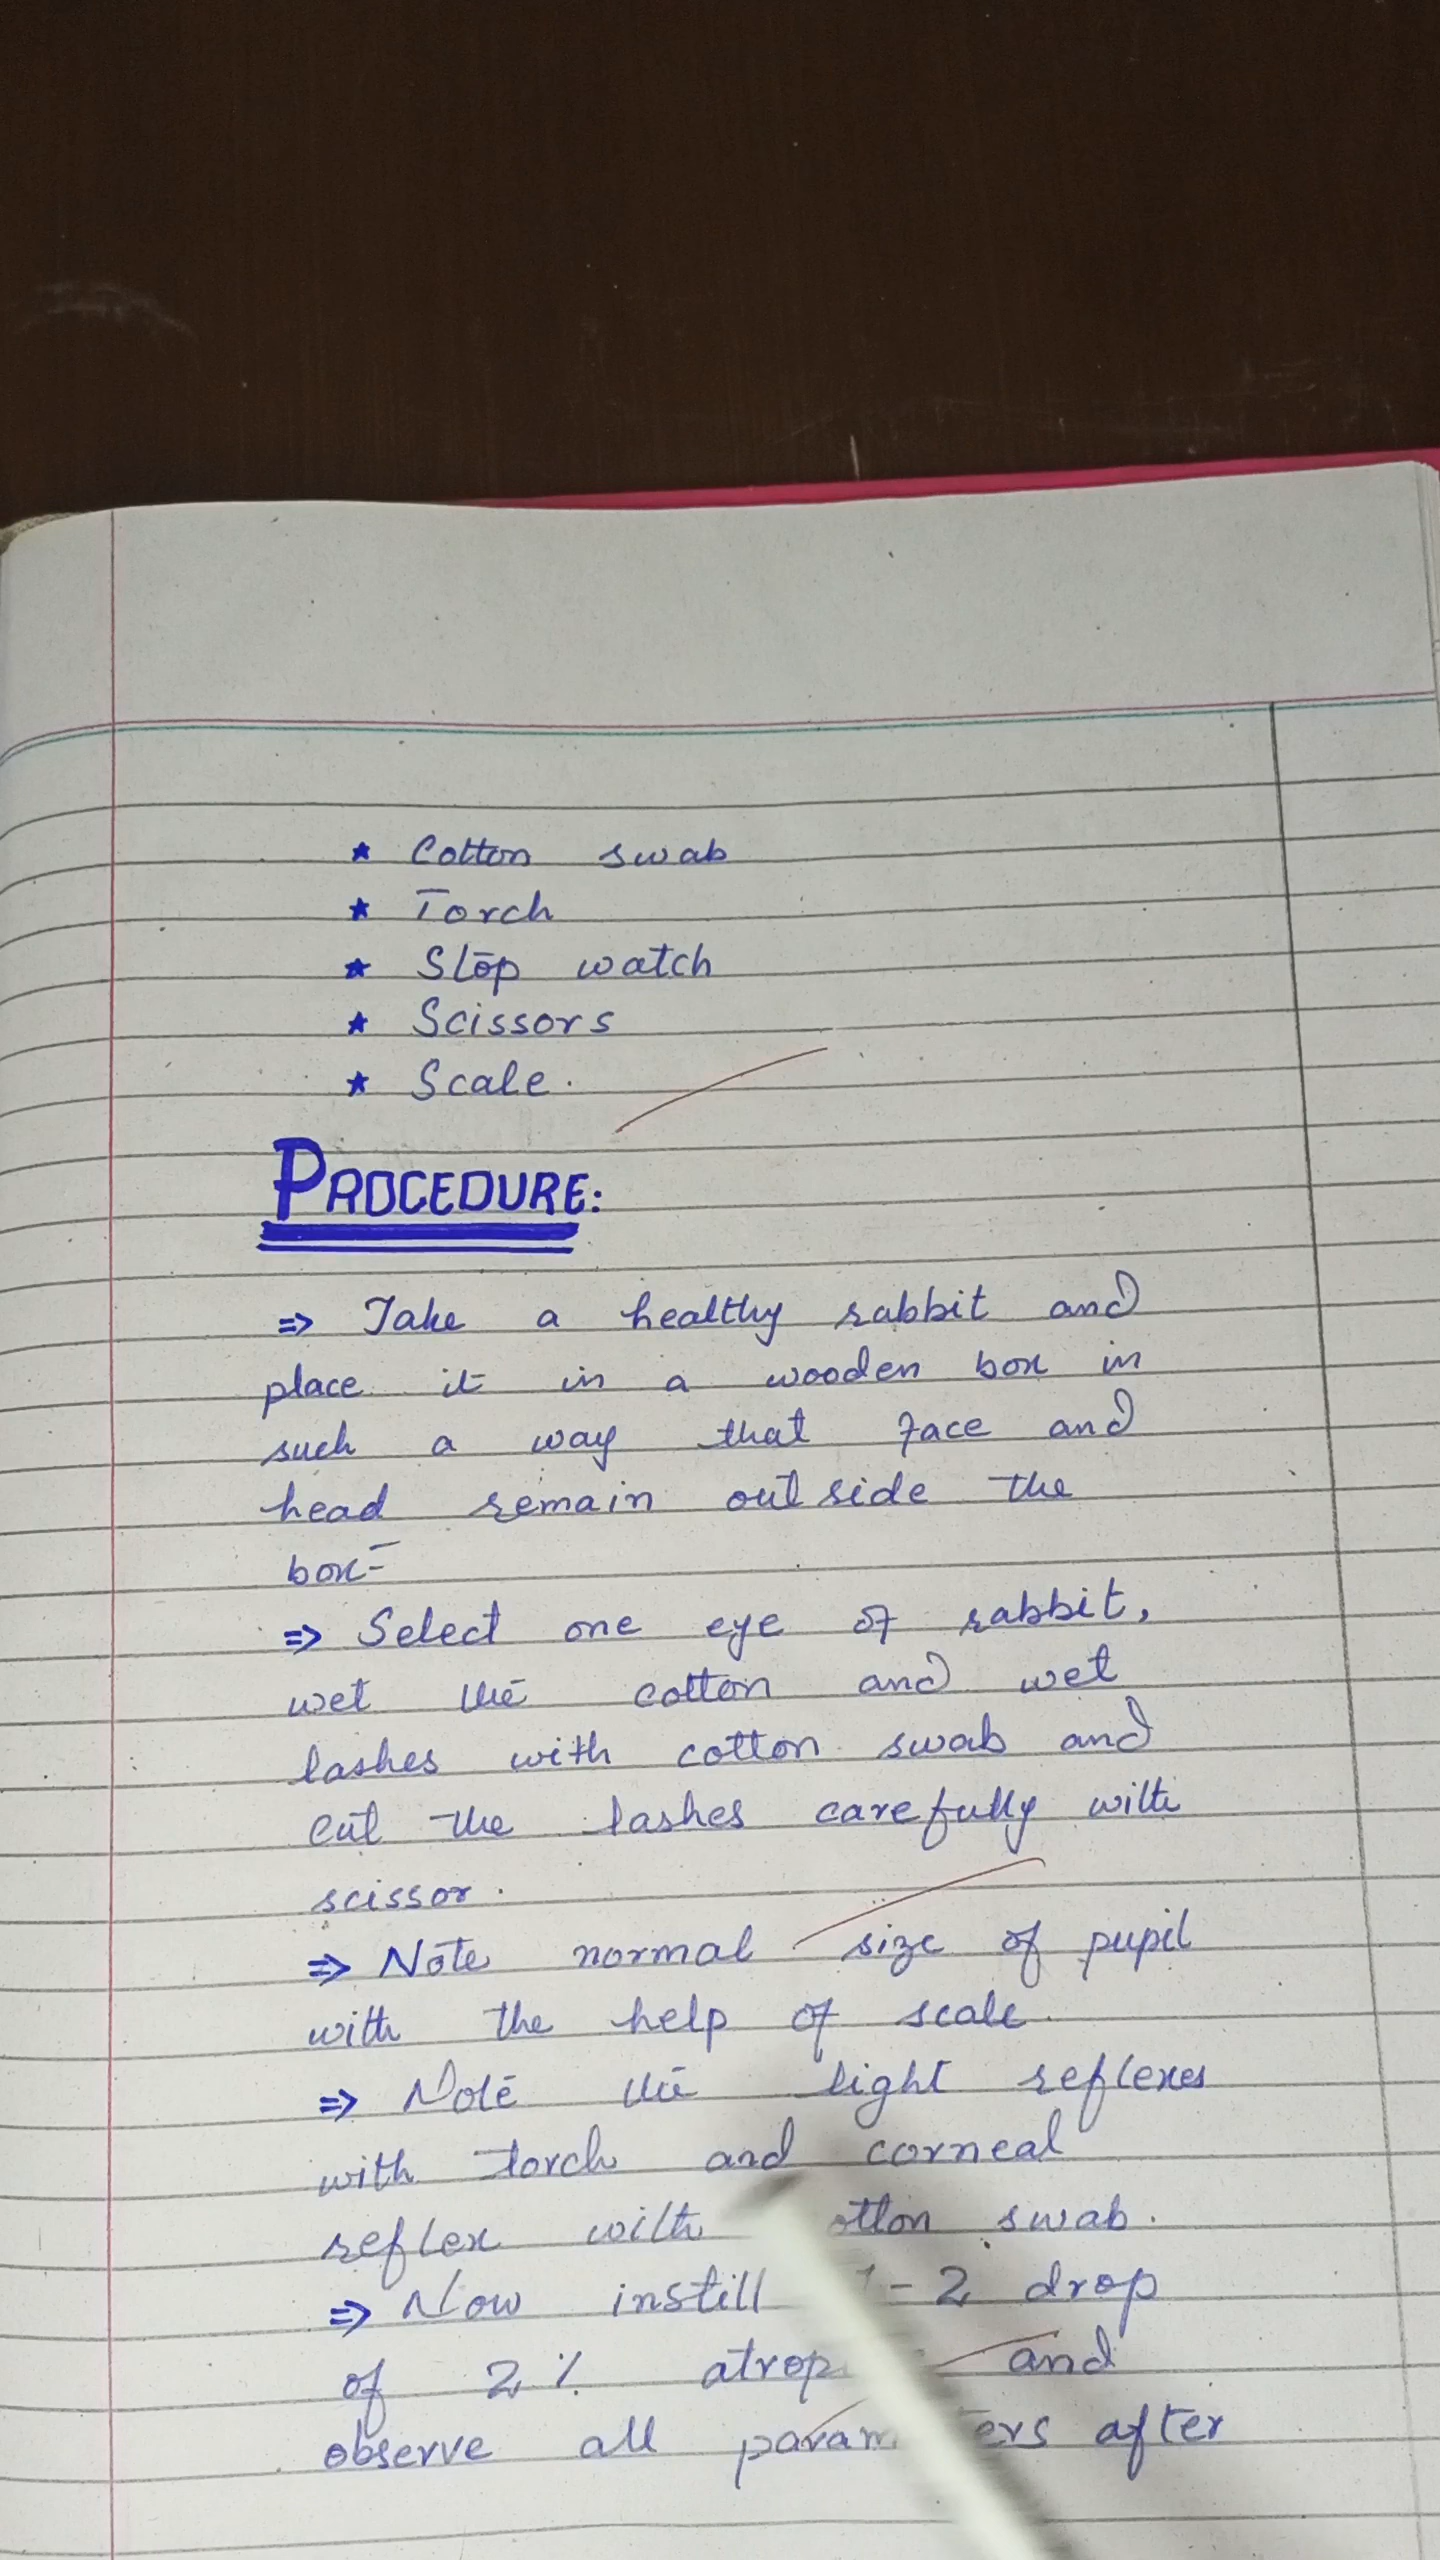 ★ Cotton swab
★ Torch
★ Stop watch
★ Scissors
★ Scale.
PROCEDURE:
⇒ Take a healthy rabbit and
place it in a wooden box in
such a way that face and
head remain outside the
box-
⇒ Select one eye of rabbit,
wet the cotton and wet
lashes with cotton swab and
cut the lashes carefully with
scissor.
⇒ Note normal size of pupil
with the help of scale.
⇒ Note the light reflexes
with torch and corneal
reflex with swab.
⇒ Now instill 1-2 drop
of 2% and
observe all after